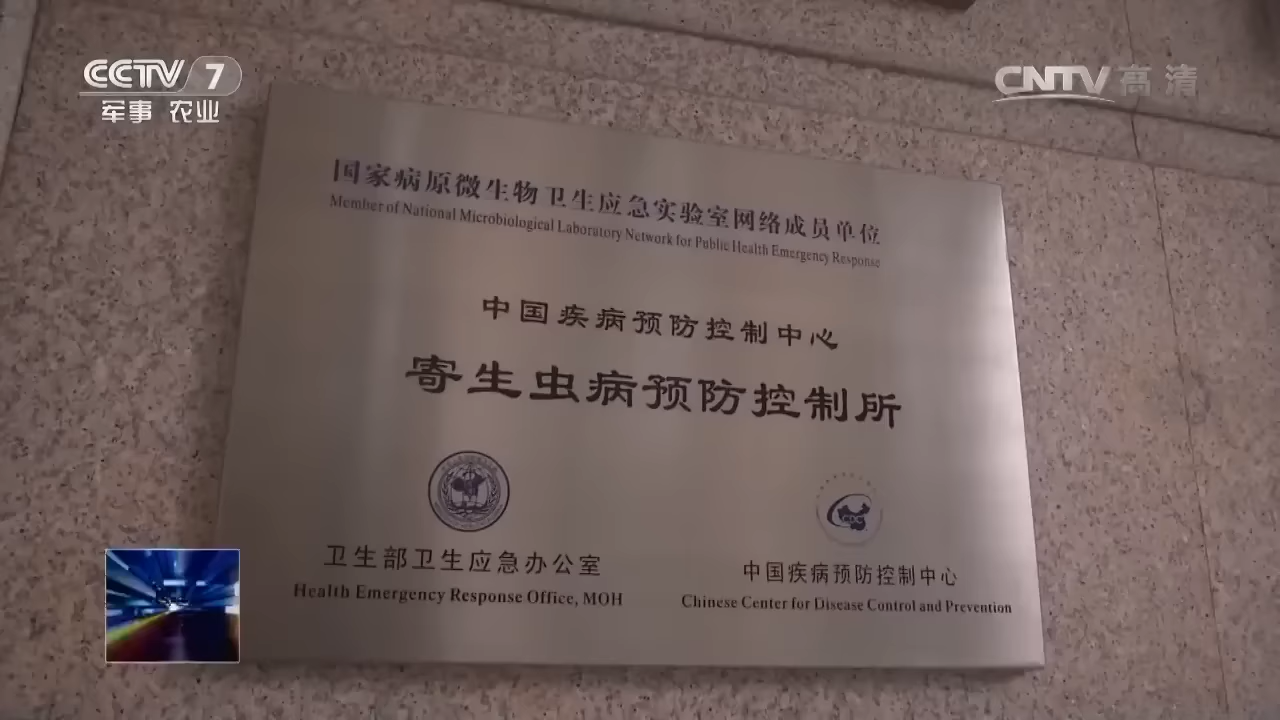 CCTV 7
军事 农业
CNTV 高清
国家病原微生物卫生应急实验室网络成员单位
Member of National Microbiological Laboratory Network for Public Health Emergency Response
中国疾病预防控制中心
寄生虫病预防控制所
卫生部卫生应急办公室
Health Emergency Response Office, MOH
中国疾病预防控制中心
Chinese Center for Disease Control and Prevention